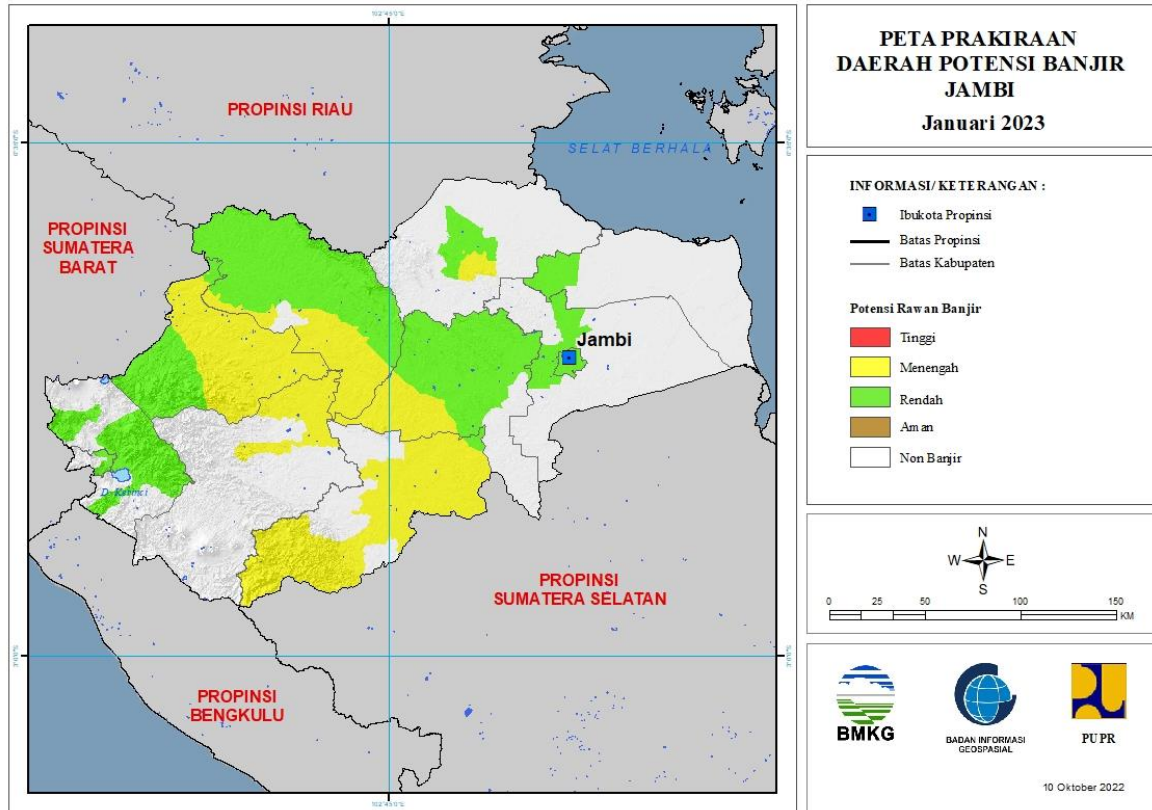 PETA PRAKIRAAN
DAERAH POTENSI BANJIR
JAMBI
Januari 2023
PROPINSI RIAU
SELAT BERHALA
PROPINSI
SUMATERA
BARAT
Jambi
D. Kerinci
PROPINSI
SUMATERA SELATAN
PROPINSI
BENGKULU
INFORMASI/ KETERANGAN :
Ibukota Propinsi
Batas Propinsi
Batas Kabupaten
Potensi Rawan Banjir
Tinggi
Menengah
Rendah
Aman
Non Banjir
N
W E
S
0 25 50 100 150
KM
BMKG
BADAN INFORMASI
GEOSPASIAL
PUPR
10 Oktober 2022